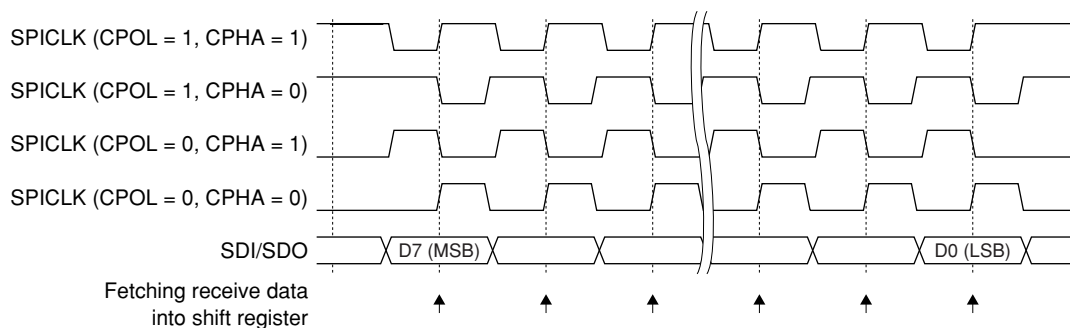 SPICLK (CPOL = 1, CPHA = 1)
SPICLK (CPOL = 1, CPHA = 0)
SPICLK (CPOL = 0, CPHA = 1)
SPICLK (CPOL = 0, CPHA = 0)
SDI/SDO D7 (MSB) D0 (LSB)
Fetching receive data
into shift register